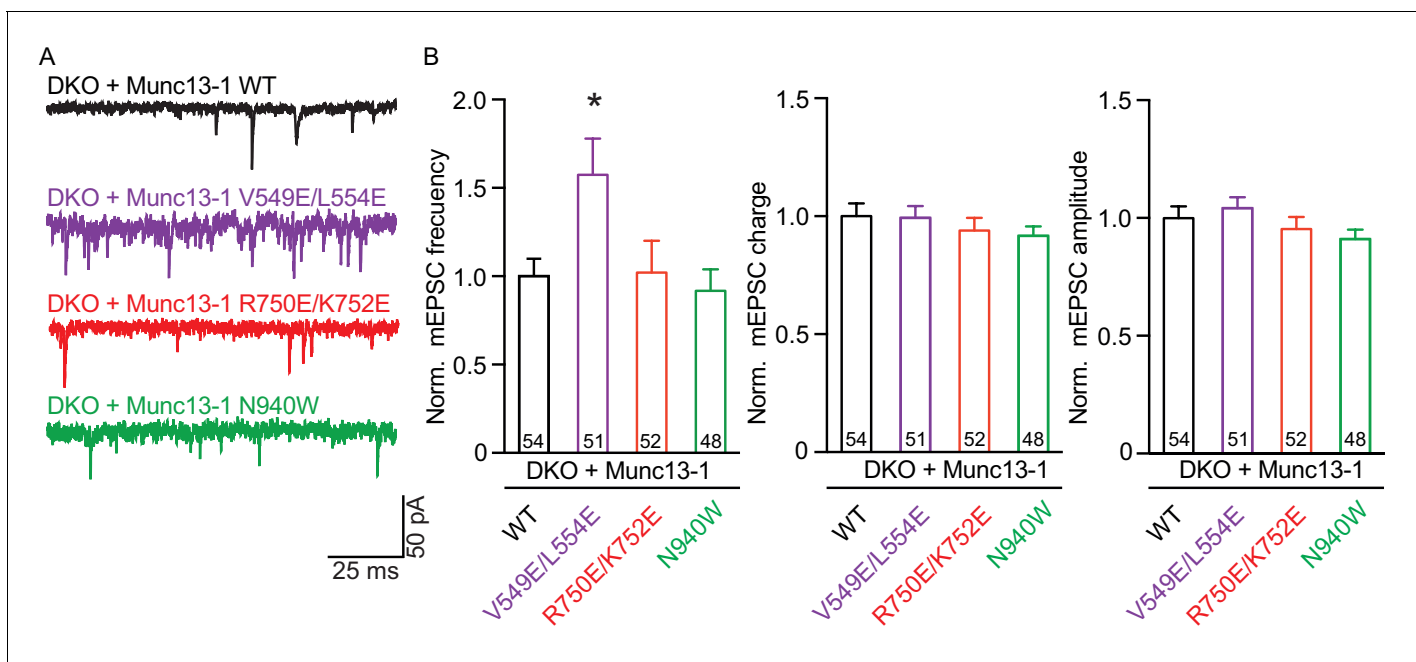 A
DKO + Munc13-1 WT
DKO + Munc13-1 V549E/L554E
DKO + Munc13-1 R750E/K752E
DKO + Munc13-1 N940W
50 pA
25 ms
B
Norm. mEPSC frecuency
2.0
1.5
1.0
0.5
0
*
54 51 52 48
DKO + Munc13-1
WT
V549E/L554E
R750E/K752E
N940W
Norm. mEPSC charge
1.5
1.0
0.5
0
54 51 52 48
DKO + Munc13-1
WT
V549E/L554E
R750E/K752E
N940W
Norm. mEPSC amplitude
1.5
1.0
0.5
0
54 51 52 48
DKO + Munc13-1
WT
V549E/L554E
R750E/K752E
N940W